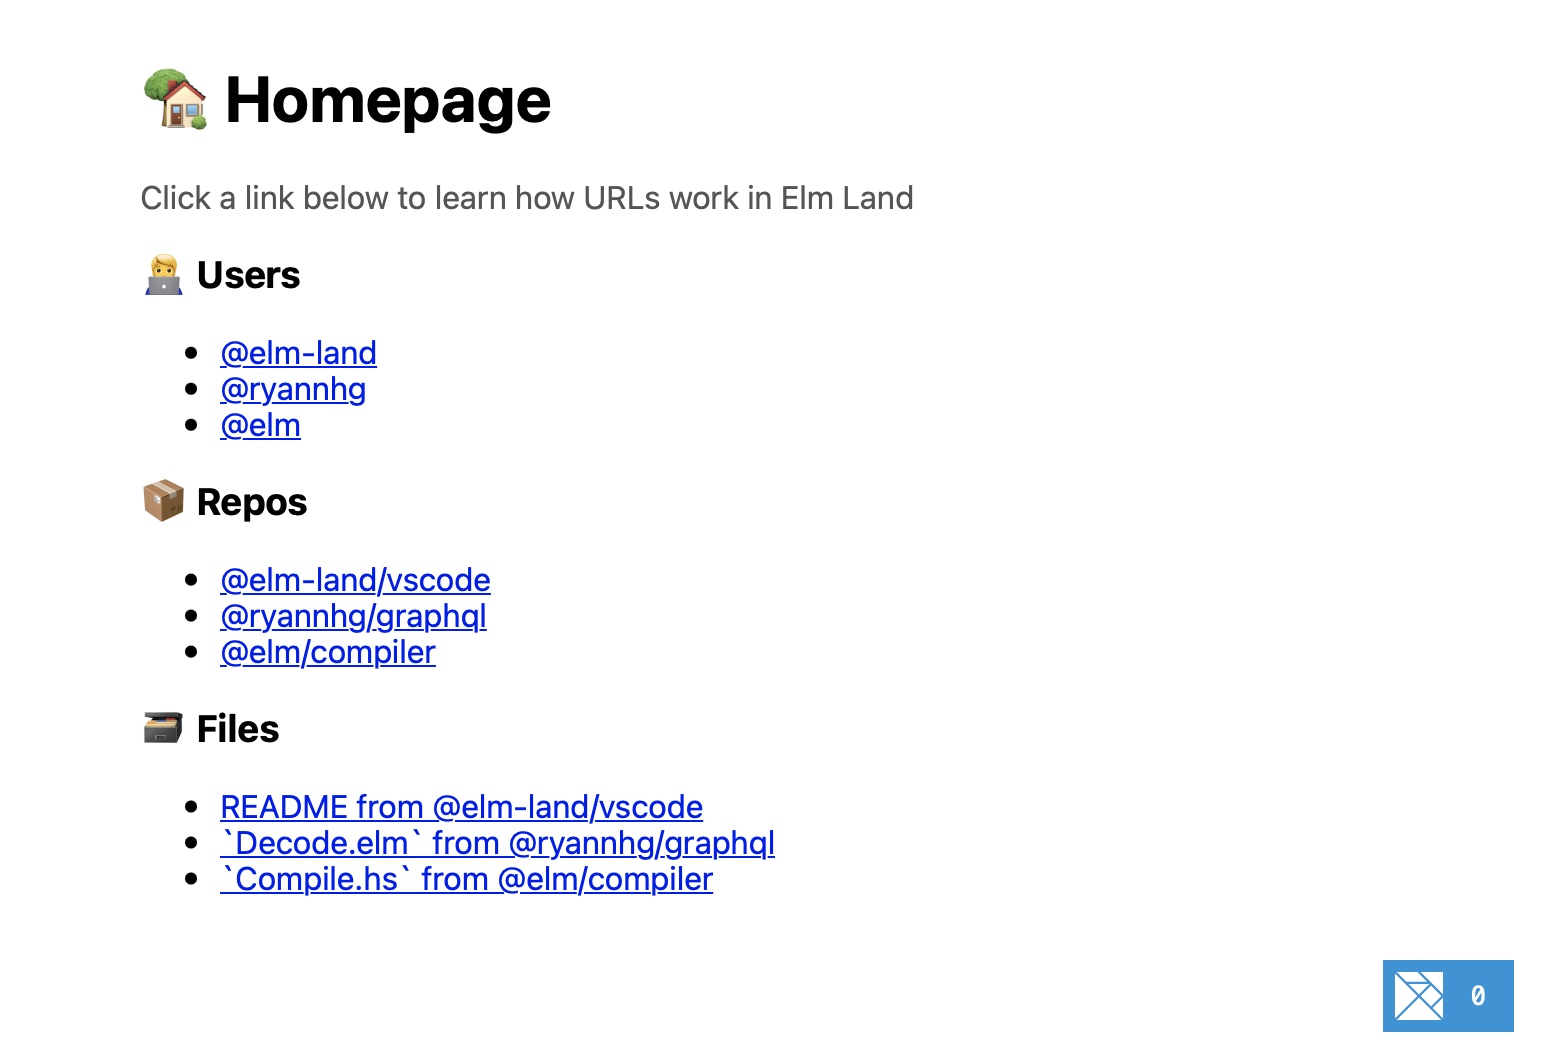 Homepage
Click a link below to learn how URLs work in Elm Land
Users
@elm-land
@ryannhg
@elm
Repos
@elm-land/vscode
@ryannhg/graphql
@elm/compiler
Files
README from @elm-land/vscode
`Decode.elm` from @ryannhg/graphql
`Compile.hs` from @elm/compiler
0